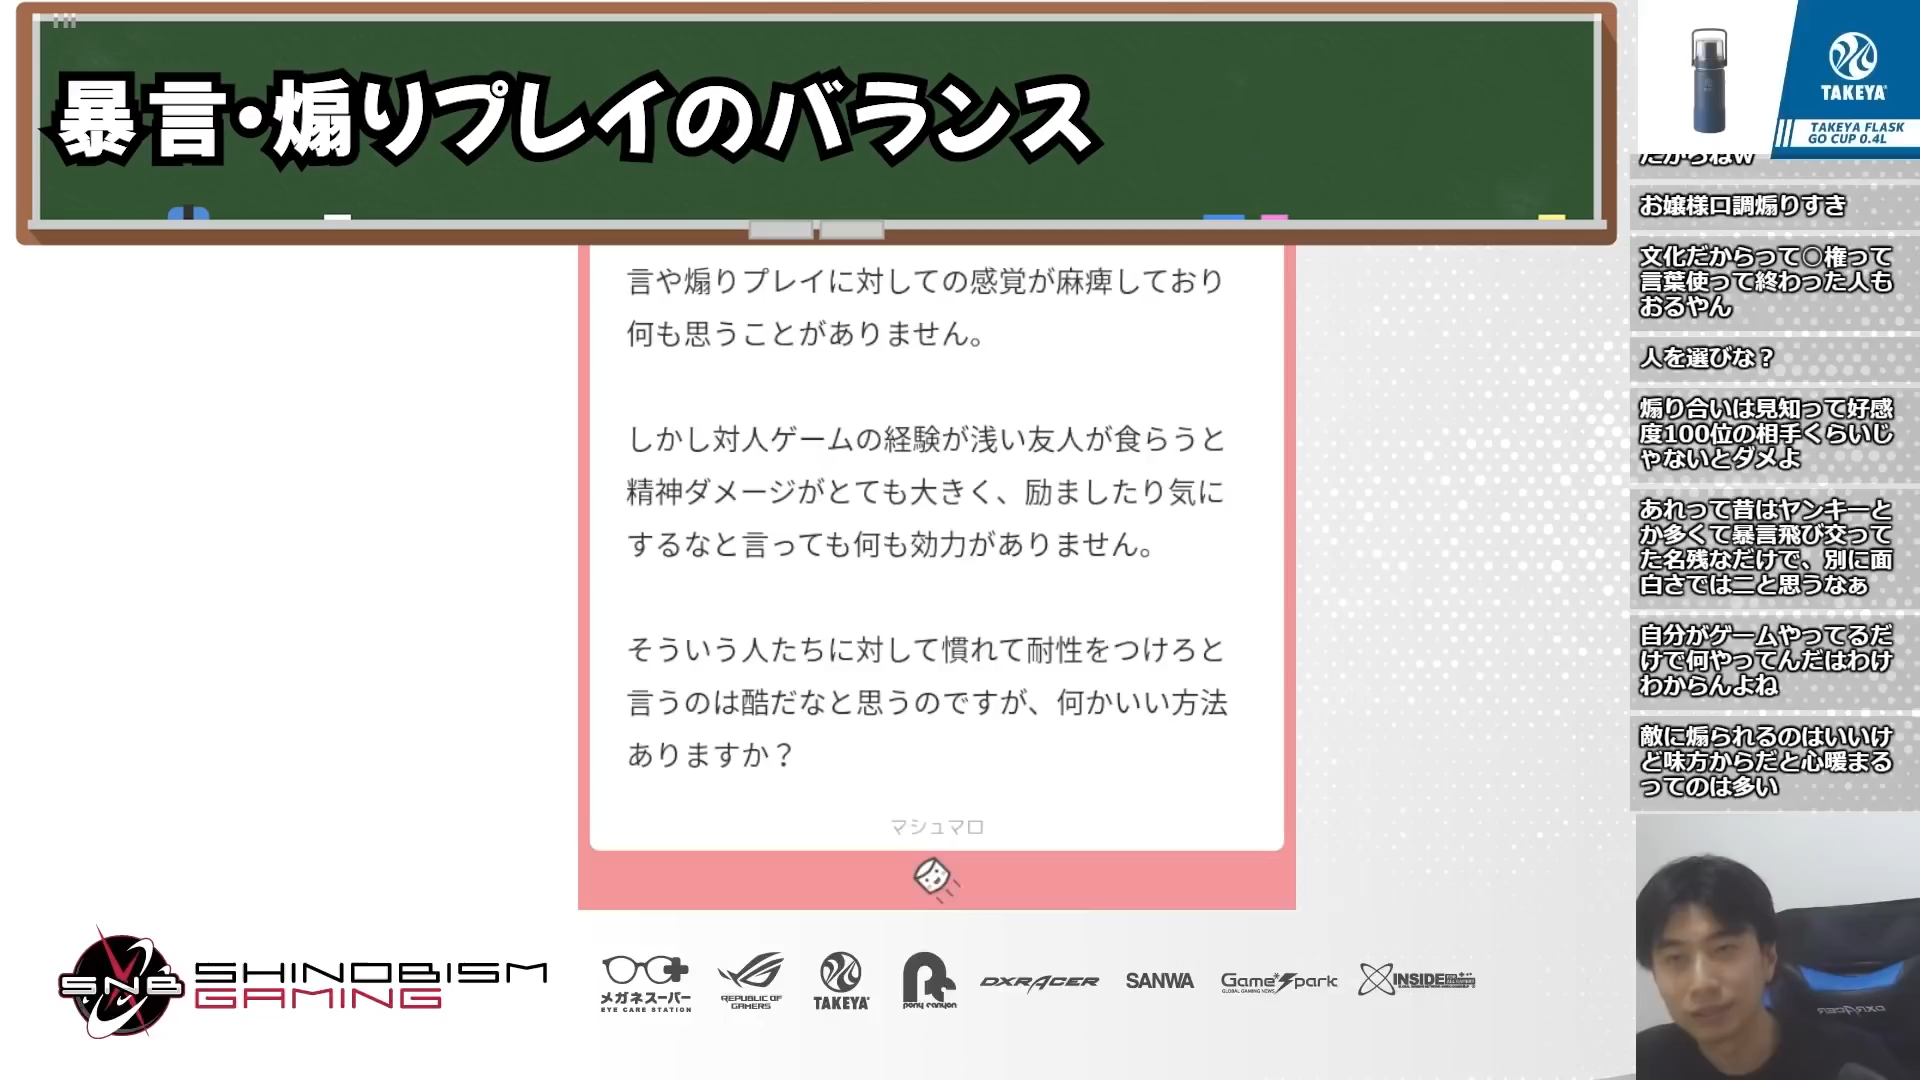 暴言・煽りプレイのバランス
言や煽りプレイに対しての感覚が麻痺しており
何も思うことがありません。
しかし対人ゲームの経験が浅い友人が食らうと
精神ダメージがとても大きく、励ましたり気に
するなと言っても何も効力がありません。
そういう人たちに対して慣れて耐性をつけろと
言うのは酷だなと思うのですが、何かいい方法
ありますか？
マシュマロ
TAKEYA
TAKEYA FLASK
GO CUP 0.4L
だからねw
お嬢様口調煽りすき
文化だからって○権って
言葉使って終わった人も
おるやん
人を選びな？
煽り合いは見知って好感
度100位の相手くらいじ
ゃないとダメよ
あれって昔はヤンキーと
か多くて暴言飛び交って
た名残なだけで、別に面
白さでは二と思うなぁ
自分がゲームやってるだ
けで何やってんだはわけ
わからんよね
敵に煽られるのはいいけ
ど味方からだと心暖まる
ってのは多い
SNB
SHINOBISM
GAMING
メガネスーパー
EYE CARE STATION
REPUBLIC OF
GAMERS
TAKEYA
pony canyon
DXRACER
SANWA
Game*Spark
GLOBAL GAMING NEWS
INSIDE
DXRACER